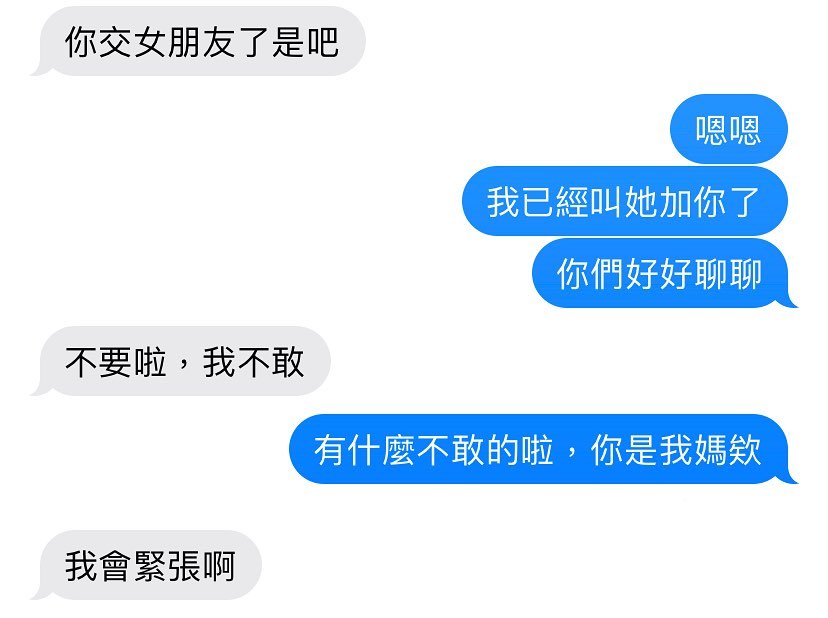 你交女朋友了是吧
嗯嗯
我已經叫她加你了
你們好好聊聊
不要啦，我不敢
有什麼不敢的啦，你是我媽欸
我會緊張啊